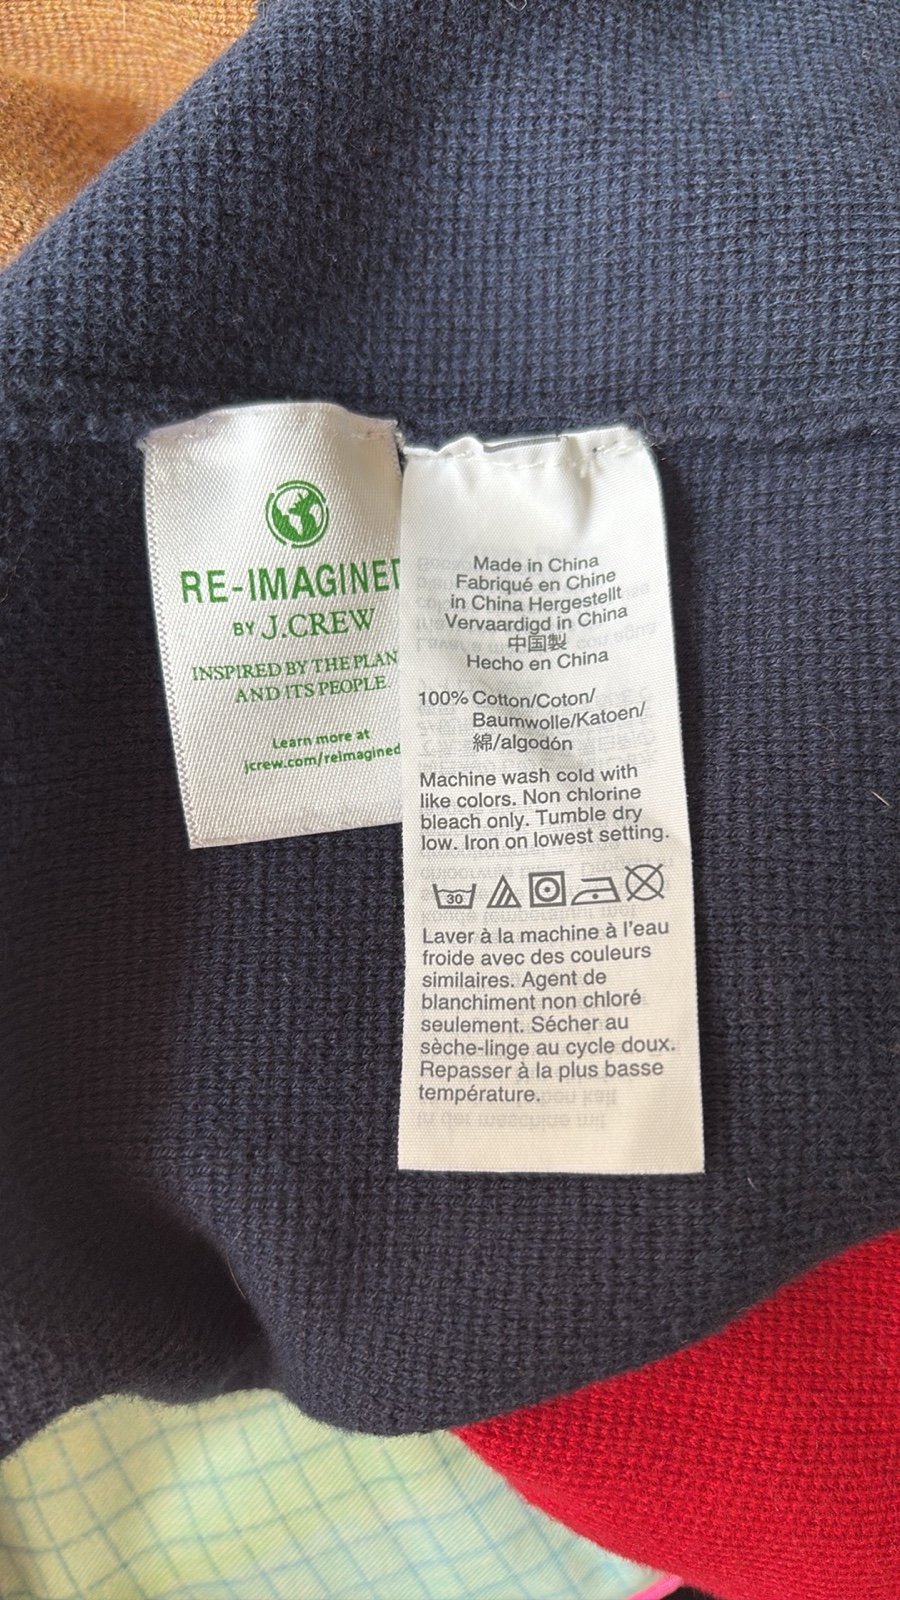 RE-IMAGINED
BY J.CREW
INSPIRED BY THE PLAN
AND ITS PEOPLE.
Learn more at
jcrew.com/reImagined
Made in China
Fabriqué en Chine
in China Hergestellt
Vervaardigd in China
中国製
Hecho en China
100% Cotton/Coton/
Baumwolle/Katoen/
綿/algodón
Machine wash cold with
like colors. Non chlorine
bleach only. Tumble dry
low. Iron on lowest setting.
30
Laver à la machine à l'eau
froide avec des couleurs
similaires. Agent de
blanchiment non chloré
seulement. Sécher au
sèche-linge au cycle doux.
Repasser à la plus basse
température.